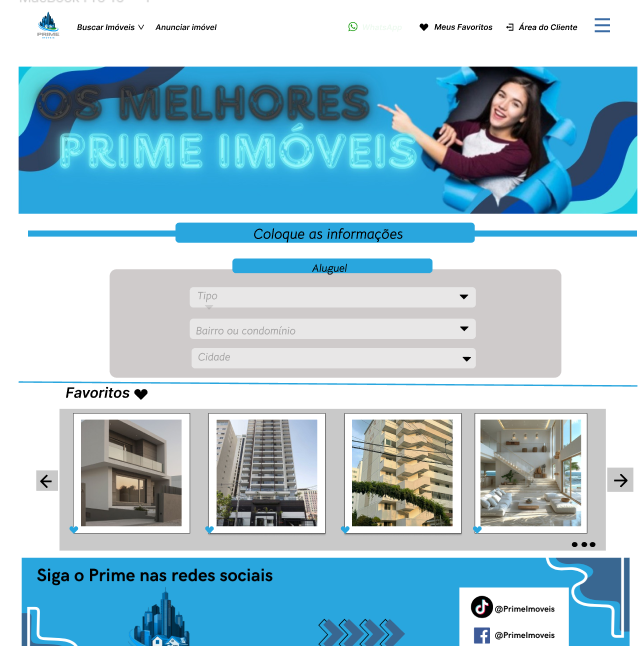 PRIME
Buscar Imóveis
Anunciar imóvel
WhatsApp
Meus Favoritos
Área do Cliente
OS MELHORES
PRIME IMÓVEIS
Coloque as informações
Aluguel
Tipo
Bairro ou condomínio
Cidade
Favoritos
Siga o Prime nas redes sociais
@PrimeImoveis
@PrimeImoveis